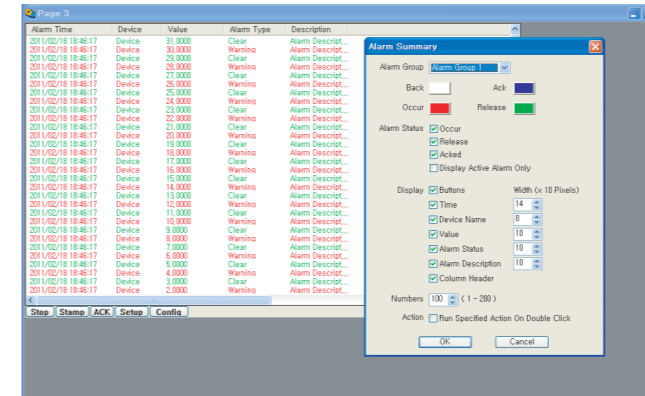 Page 3
Alarm Time Device Value Alarm Type Description
2011/02/18 18:46:17 Device 31,0000 Clear Alarm Descript...
2011/02/18 18:46:17 Device 30,0000 Warning Alarm Descript...
2011/02/18 18:46:17 Device 29,0000 Clear Alarm Descript...
2011/02/18 18:46:17 Device 28,0000 Warning Alarm Descript...
2011/02/18 18:46:17 Device 27,0000 Clear Alarm Descript...
2011/02/18 18:46:17 Device 26,0000 Warning Alarm Descript...
2011/02/18 18:46:17 Device 25,0000 Clear Alarm Descript...
2011/02/18 18:46:17 Device 24,0000 Warning Alarm Descript...
2011/02/18 18:46:17 Device 23,0000 Clear Alarm Descript...
2011/02/18 18:46:17 Device 22,0000 Warning Alarm Descript...
2011/02/18 18:46:17 Device 21,0000 Clear Alarm Descript...
2011/02/18 18:46:17 Device 20,0000 Warning Alarm Descript...
2011/02/18 18:46:17 Device 19,0000 Clear Alarm Descript...
2011/02/18 18:46:17 Device 18,0000 Warning Alarm Descript...
2011/02/18 18:46:17 Device 17,0000 Clear Alarm Descript...
2011/02/18 18:46:17 Device 16,0000 Warning Alarm Descript...
2011/02/18 18:46:17 Device 15,0000 Clear Alarm Descript...
2011/02/18 18:46:17 Device 14,0000 Warning Alarm Descript...
2011/02/18 18:46:17 Device 13,0000 Clear Alarm Descript...
2011/02/18 18:46:17 Device 12,0000 Warning Alarm Descript...
2011/02/18 18:46:17 Device 11,0000 Clear Alarm Descript...
2011/02/18 18:46:17 Device 10,0000 Warning Alarm Descript...
2011/02/18 18:46:17 Device 9,0000 Clear Alarm Descript...
2011/02/18 18:46:17 Device 8,0000 Warning Alarm Descript...
2011/02/18 18:46:17 Device 7,0000 Clear Alarm Descript...
2011/02/18 18:46:17 Device 6,0000 Warning Alarm Descript...
2011/02/18 18:46:17 Device 5,0000 Clear Alarm Descript...
2011/02/18 18:46:17 Device 4,0000 Warning Alarm Descript...
2011/02/18 18:46:17 Device 3,0000 Clear Alarm Descript...
2011/02/18 18:46:17 Device 2,0000 Warning Alarm Descript...
Stop Stamp ACK Setup Config
Alarm Summary
Alarm Group Alarm Group 1
Back Ack
Occur Release
Alarm Status Occur
Release
Acked
Display Active Alarm Only
Display Buttons Width (x 10 Pixels)
Time 14
Device Name 8
Value 10
Alarm Status 10
Alarm Description 10
Column Header
Numbers 100 ( 1 - 200 )
Action Run Specified Action On Double Click
OK Cancel